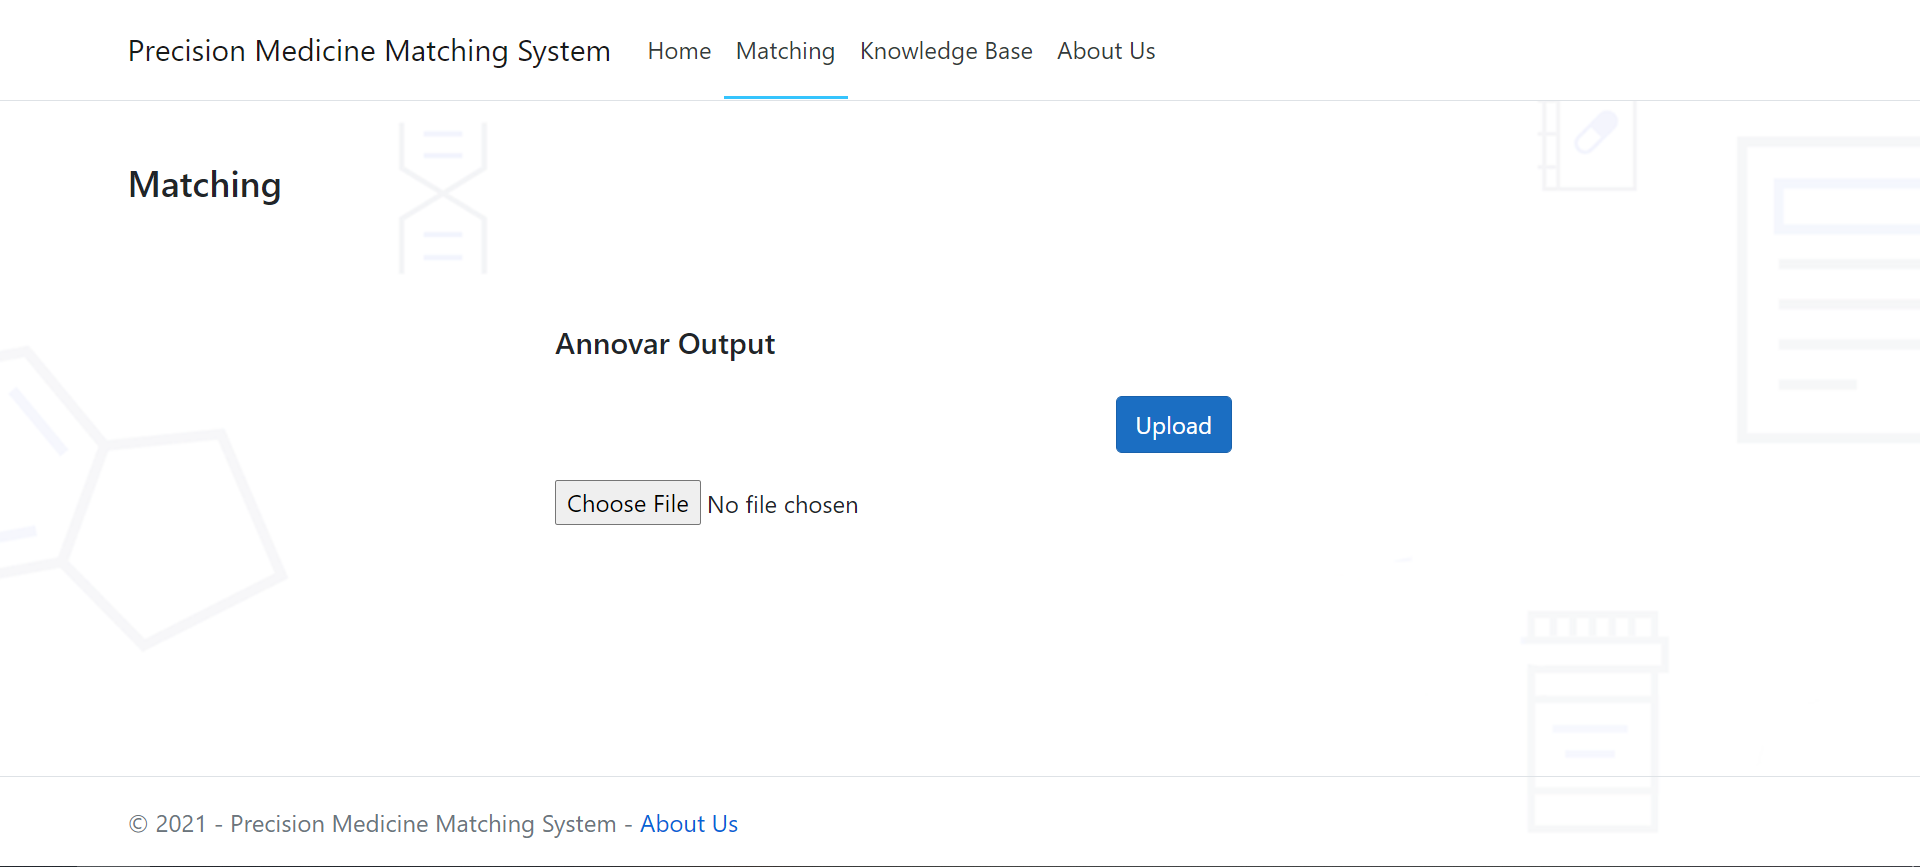 Precision Medicine Matching System Home Matching Knowledge Base About Us
Matching
Annovar Output
Upload
Choose File No file chosen
© 2021 - Precision Medicine Matching System - About Us